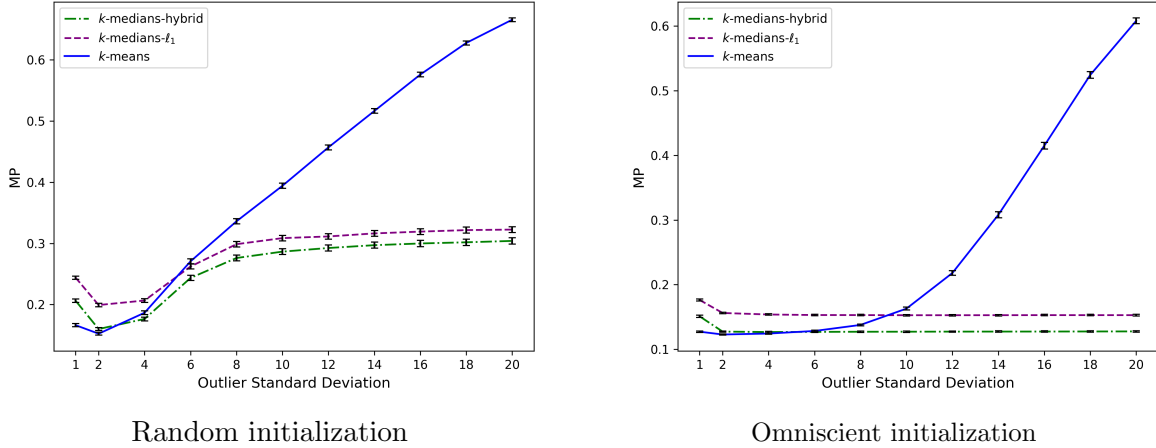 k-medians-hybrid
k-medians-ℓ₁
k-means
0.6
0.5
0.4
0.3
0.2
MP
1 2 4 6 8 10 12 14 16 18 20
Outlier Standard Deviation
Random initialization
k-medians-hybrid
k-medians-ℓ₁
k-means
0.6
0.5
0.4
0.3
0.2
0.1
MP
1 2 4 6 8 10 12 14 16 18 20
Outlier Standard Deviation
Omniscient initialization